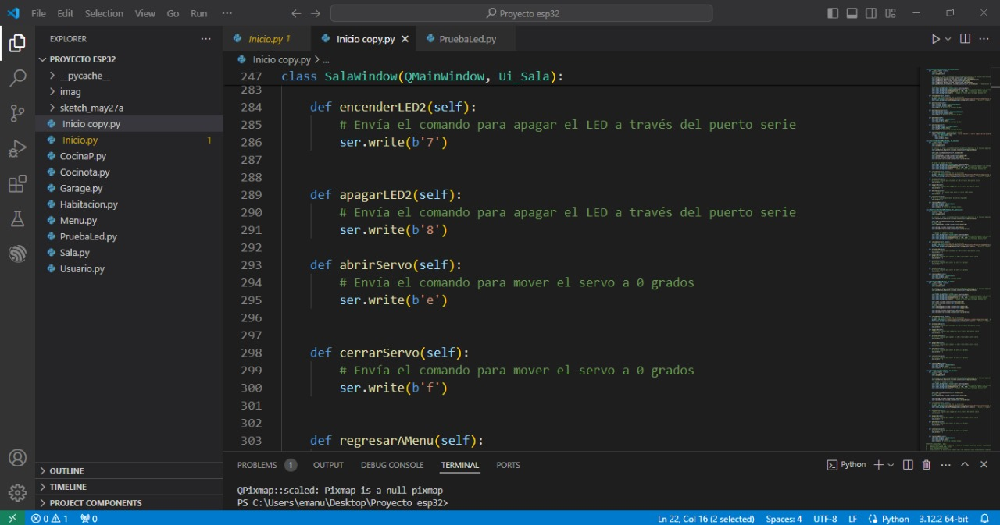 File Edit Selection View Go Run ··· Proyecto esp32
EXPLORER ···
PROYECTO ESP32
__pycache__
imag
sketch_may27a
Inicio copy.py
Inicio.py 1
CocinaP.py
Cocinota.py
Garage.py
Habitacion.py
Menu.py
PruebaLed.py
Sala.py
Usuario.py
OUTLINE
TIMELINE
PROJECT COMPONENTS
Inicio.py 1 Inicio copy.py PruebaLed.py
Inicio copy.py > ...
247 class SalaWindow(QMainWindow, Ui_Sala):
283
284 def encenderLED2(self):
285 # Envía el comando para apagar el LED a través del puerto serie
286 ser.write(b'7')
287
288
289 def apagarLED2(self):
290 # Envía el comando para apagar el LED a través del puerto serie
291 ser.write(b'8')
292
293 def abrirServo(self):
294 # Envía el comando para mover el servo a 0 grados
295 ser.write(b'e')
296
297
298 def cerrarServo(self):
299 # Envía el comando para mover el servo a 0 grados
300 ser.write(b'f')
301
302
303 def regresarAMenu(self):
PROBLEMS 1 OUTPUT DEBUG CONSOLE TERMINAL PORTS Python
QPixmap::scaled: Pixmap is a null pixmap
PS C:\Users\emanu\Desktop\Proyecto esp32>
0 1 0 Ln 22, Col 16 (2 selected) Spaces: 4 UTF-8 LF Python 3.12.2 64-bit